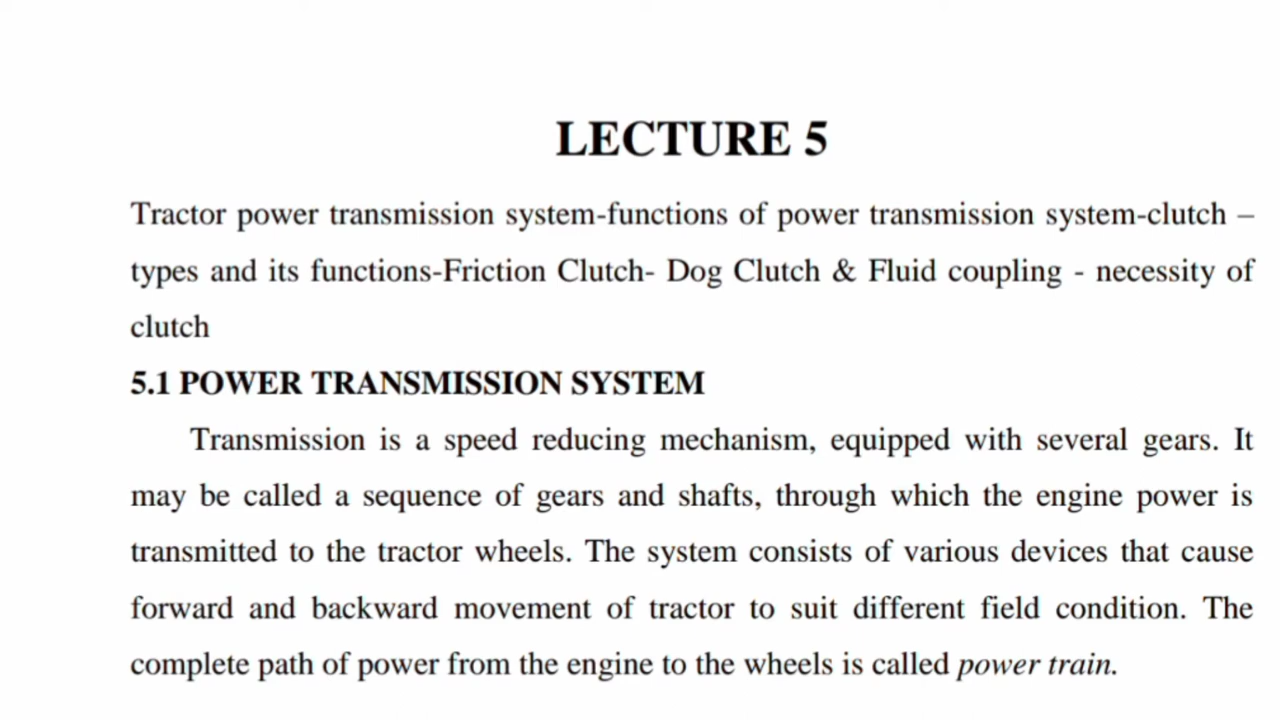 LECTURE 5
Tractor power transmission system-functions of power transmission system-clutch –
types and its functions-Friction Clutch- Dog Clutch & Fluid coupling - necessity of
clutch
5.1 POWER TRANSMISSION SYSTEM
Transmission is a speed reducing mechanism, equipped with several gears. It
may be called a sequence of gears and shafts, through which the engine power is
transmitted to the tractor wheels. The system consists of various devices that cause
forward and backward movement of tractor to suit different field condition. The
complete path of power from the engine to the wheels is called power train.